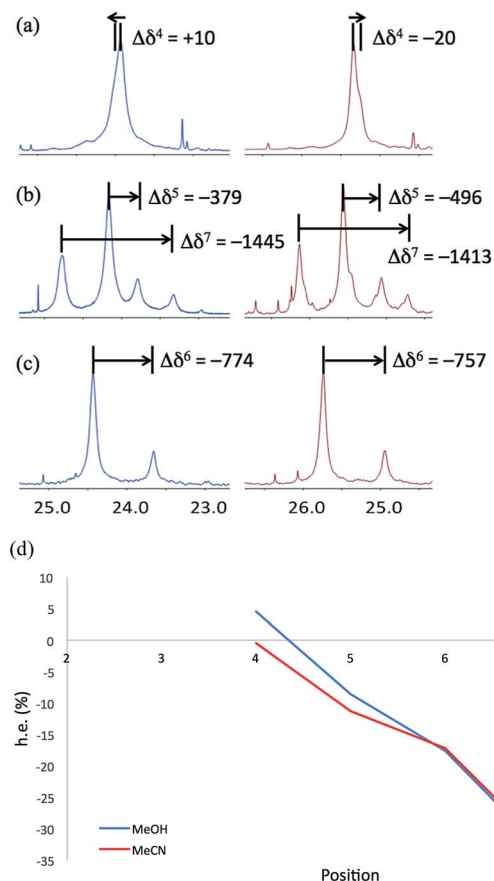 (a)
Δδ⁴ = +10
Δδ⁴ = –20
(b)
Δδ⁵ = –379
Δδ⁷ = –1445
Δδ⁵ = –496
Δδ⁷ = –1413
(c)
Δδ⁶ = –774
Δδ⁶ = –757
25.0 24.0 23.0
26.0 25.0
(d)
10
5
0
2 3 4 5 6
-5
-10
-15
-20
-25
-30
-35
h.e. (%)
MeOH
MeCN
Position